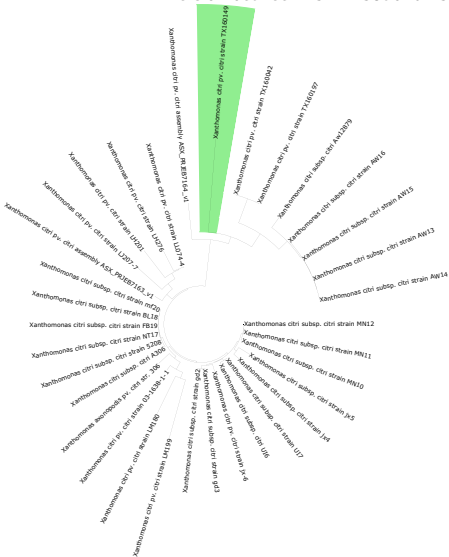 Xanthomonas citri pv. citri strain TX160149
Xanthomonas citri pv. citri strain TX160042
Xanthomonas citri pv. citri strain TX160197
Xanthomonas citri subsp. citri Aw12879
Xanthomonas citri subsp. citri strain AW16
Xanthomonas citri subsp. citri strain AW15
Xanthomonas citri subsp. citri strain AW13
Xanthomonas citri subsp. citri strain AW14
Xanthomonas citri subsp. citri strain MN12
Xanthomonas citri subsp. citri strain MN11
Xanthomonas citri subsp. citri strain MN10
Xanthomonas citri subsp. citri strain jx5
Xanthomonas citri subsp. citri strain jx4
Xanthomonas citri subsp. citri strain UI7
Xanthomonas citri subsp. citri UI6
Xanthomonas citri pv. citri strain jx-6
Xanthomonas citri subsp. citri strain gd3
Xanthomonas citri subsp. citri strain gd2
Xanthomonas citri pv. citri strain LM199
Xanthomonas citri pv. citri strain LM180
Xanthomonas citri pv. citri strain 03-1638-1-1
Xanthomonas axonopodis pv. citri str. 306
Xanthomonas citri subsp. citri A306
Xanthomonas citri subsp. citri strain 5208
Xanthomonas citri subsp. citri strain NT17
Xanthomonas citri subsp. citri strain FB19
Xanthomonas citri subsp. citri strain BL18
Xanthomonas citri subsp. citri strain mf20
Xanthomonas citri pv. citri assembly ASX_PRJEB7163_v1
Xanthomonas citri pv. citri strain LJ207-7
Xanthomonas citri pv. citri strain LH201
Xanthomonas citri pv. citri strain LH276
Xanthomonas citri pv. citri strain LL074-4
Xanthomonas citri pv. citri assembly ASX_PRJEB7164_v1